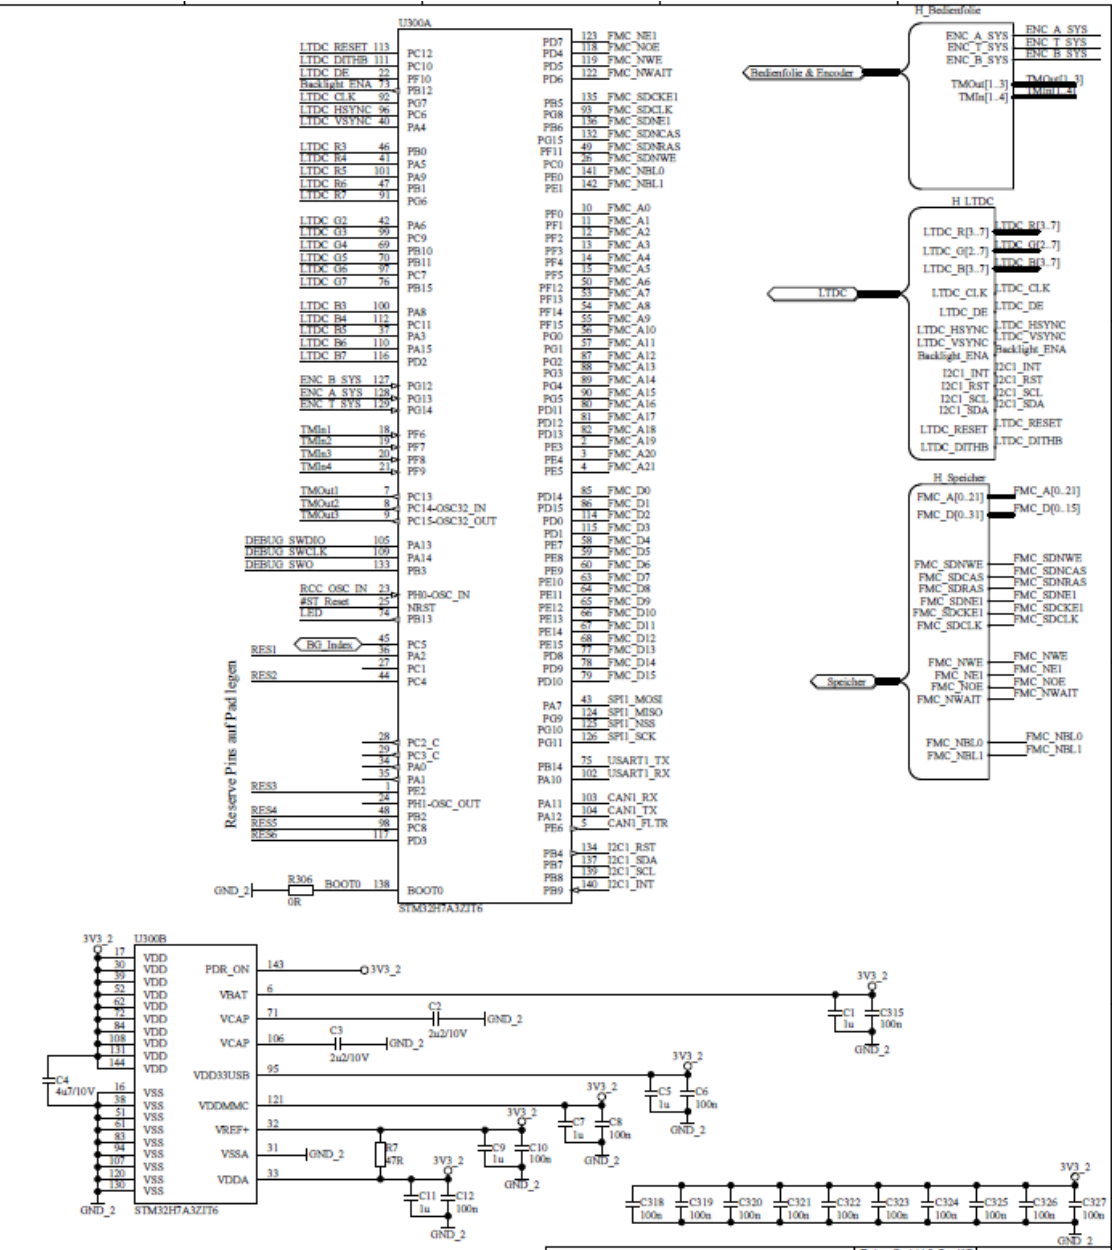 U300A
LTDC_RESET 113 PC12
LTDC_DITHB 111 PC10
LTDC_DE 22 PF10
Backlight_ENA 73 PB12
LTDC_CLK 92 PG7
LTDC_HSYNC 96 PC6
LTDC_VSYNC 40 PA4
LTDC_R3 46 PB0
LTDC_R4 41 PA5
LTDC_R5 101 PA9
LTDC_R6 47 PB1
LTDC_R7 91 PG6
LTDC_G2 42 PA6
LTDC_G3 99 PC9
LTDC_G4 69 PB10
LTDC_G5 70 PB11
LTDC_G6 97 PC7
LTDC_G7 76 PB15
LTDC_B3 100 PA8
LTDC_B4 112 PC11
LTDC_B5 37 PA3
LTDC_B6 110 PA15
LTDC_B7 116 PD2
ENC_B_SYS 127 PG12
ENC_A_SYS 128 PG13
ENC_T_SYS 129 PG14
TMIn1 18 PF6
TMIn2 19 PF7
TMIn3 20 PF8
TMIn4 21 PF9
TMOut1 7 PC13
TMOut2 8 PC14-OSC32_IN
TMOut3 9 PC15-OSC32_OUT
DEBUG_SWDIO 105 PA13
DEBUG_SWCLK 109 PA14
DEBUG_SWO 133 PB3
RCC_OSC_IN 23 PH0-OSC_IN
#ST_Reset 25 NRST
LED 74 PB13
BG_Index 45 PC5
RES1 36 PA2
27 PC1
RES2 44 PC4
28 PC2_C
29 PC3_C
34 PA0
35 PA1
RES3 1 PE2
24 PH1-OSC_OUT
RES4 48 PB2
RES5 98 PC8
RES6 117 PD3
Reserve Pins auf Pad legen
GND_2 R306 0R BOOT0 138 BOOT0
STM32H7A3ZIT6
PD7 123 FMC_NE1
PD4 118 FMC_NOE
PD5 119 FMC_NWE
PD6 122 FMC_NWAIT
PB5 135 FMC_SDCKE1
PG8 93 FMC_SDCLK
PB6 136 FMC_SDNE1
PG15 132 FMC_SDNCAS
PF11 49 FMC_SDNRAS
PC0 26 FMC_SDNWE
PE0 141 FMC_NBL0
PE1 142 FMC_NBL1
PF0 10 FMC_A0
PF1 11 FMC_A1
PF2 12 FMC_A2
PF3 13 FMC_A3
PF4 14 FMC_A4
PF5 15 FMC_A5
PF12 50 FMC_A6
PF13 53 FMC_A7
PF14 54 FMC_A8
PF15 55 FMC_A9
PG0 56 FMC_A10
PG1 57 FMC_A11
PG2 87 FMC_A12
PG3 88 FMC_A13
PG4 89 FMC_A14
PG5 90 FMC_A15
PD11 80 FMC_A16
PD12 81 FMC_A17
PD13 82 FMC_A18
PE3 2 FMC_A19
PE4 3 FMC_A20
PE5 4 FMC_A21
PD14 85 FMC_D0
PD15 86 FMC_D1
PD0 114 FMC_D2
PD1 115 FMC_D3
PE7 58 FMC_D4
PE8 59 FMC_D5
PE9 60 FMC_D6
PE10 63 FMC_D7
PE11 64 FMC_D8
PE12 65 FMC_D9
PE13 66 FMC_D10
PE14 67 FMC_D11
PE15 68 FMC_D12
PD8 77 FMC_D13
PD9 78 FMC_D14
PD10 79 FMC_D15
PA7 43 SPI1_MOSI
PG9 124 SPI1_MISO
PG10 125 SPI1_NSS
PG11 126 SPI1_SCK
PB14 75 USART1_TX
PA10 102 USART1_RX
PA11 103 CAN1_RX
PA12 104 CAN1_TX
PE6 5 CAN1_FLTR
PB4 134 I2C1_RST
PB7 137 I2C1_SDA
PB8 139 I2C1_SCL
PB9 140 I2C1_INT
H_Bedienfolie
Bedienfolie & Encoder
ENC_A_SYS ENC_A_SYS
ENC_T_SYS ENC_T_SYS
ENC_B_SYS ENC_B_SYS
TMOut[1..3] TMOut[1..3]
TMIn[1..4] TMIn[1..4]
H_LTDC
LTDC
LTDC_R[3..7] LTDC_R[3..7]
LTDC_G[2..7] LTDC_G[2..7]
LTDC_B[3..7] LTDC_B[3..7]
LTDC_CLK LTDC_CLK
LTDC_DE LTDC_DE
LTDC_HSYNC LTDC_HSYNC
LTDC_VSYNC LTDC_VSYNC
Backlight_ENA Backlight_ENA
I2C1_INT I2C1_INT
I2C1_RST I2C1_RST
I2C1_SCL I2C1_SCL
I2C1_SDA I2C1_SDA
LTDC_RESET LTDC_RESET
LTDC_DITHB LTDC_DITHB
H_Speicher
Speicher
FMC_A[0..21] FMC_A[0..21]
FMC_D[0..31] FMC_D[0..15]
FMC_SDNWE FMC_SDNWE
FMC_SDCAS FMC_SDNCAS
FMC_SDRAS FMC_SDNRAS
FMC_SDNE1 FMC_SDNE1
FMC_SDCKE1 FMC_SDCKE1
FMC_SDCLK FMC_SDCLK
FMC_NWE FMC_NWE
FMC_NE1 FMC_NE1
FMC_NOE FMC_NOE
FMC_NWAIT FMC_NWAIT
FMC_NBL0 FMC_NBL0
FMC_NBL1 FMC_NBL1
3V3_2 U300B
17 VDD
30 VDD
39 VDD
52 VDD
62 VDD
72 VDD
84 VDD
108 VDD
131 VDD
144 VDD
C4
4u7/10V
16 VSS
38 VSS
51 VSS
61 VSS
83 VSS
94 VSS
107 VSS
120 VSS
130 VSS
GND_2
STM32H7A3ZIT6
PDR_ON 143 3V3_2
VBAT 6
3V3_2
C1 1u
C315 100n
GND_2
VCAP 71 C2 2u2/10V GND_2
VCAP 106 C3 2u2/10V GND_2
VDD33USB 95
3V3_2
C5 1u
C6 100n
GND_2
VDDMMC 121
3V3_2
C7 1u
C8 100n
GND_2
VREF+ 32
3V3_2
C9 1u
C10 100n
GND_2
VSSA 31 GND_2
R7
47R
VDDA 33
3V3_2
C11 1u
C12 100n
GND_2
3V3_2
C318 C319 C320 C321 C322 C323 C324 C325 C326 C327
100n 100n 100n 100n 100n 100n 100n 100n 100n 100n
GND_2